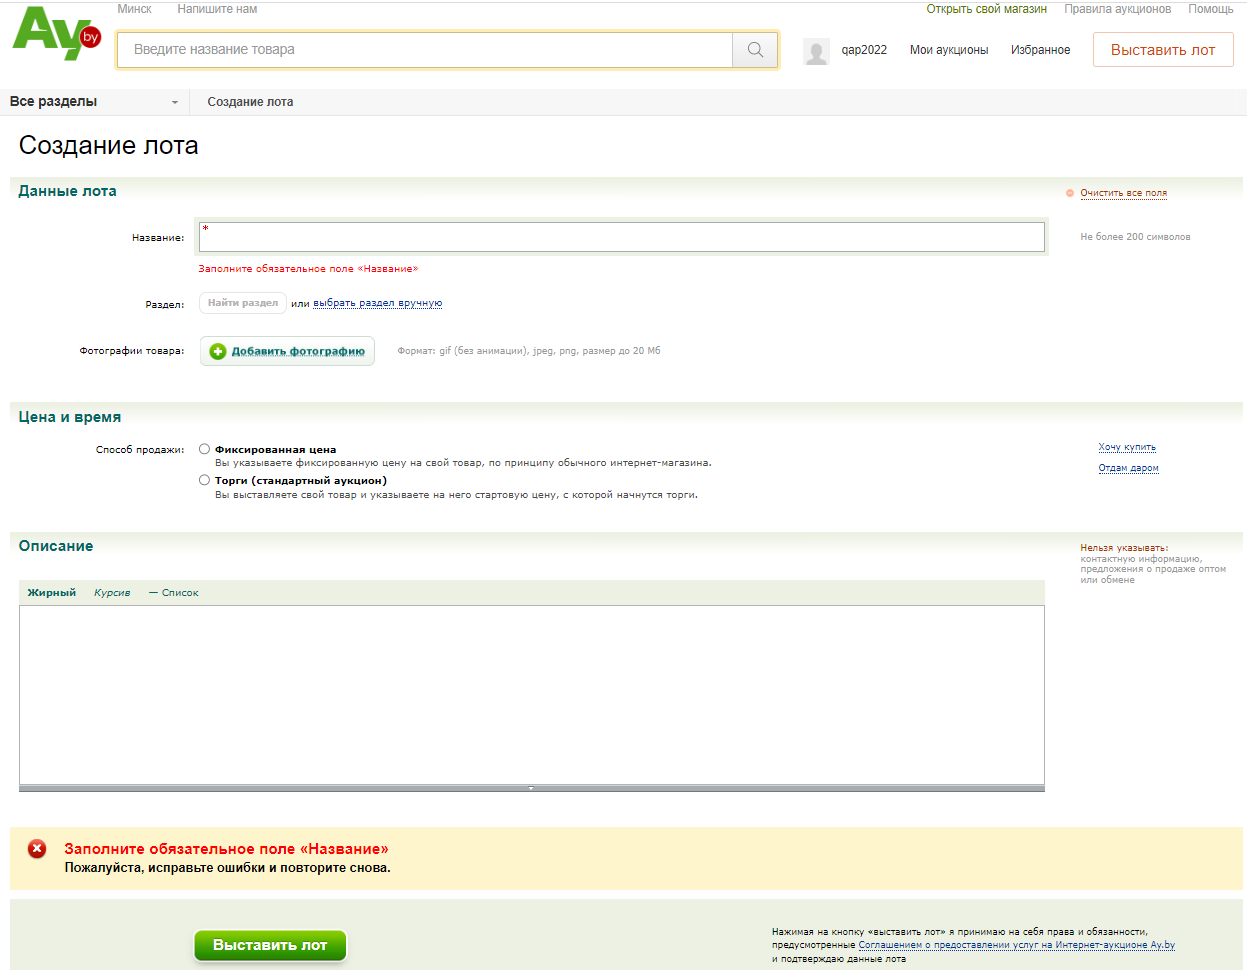 Минск Напишите нам Открыть свой магазин Правила аукционов Помощь
Ay by
Введите название товара qap2022 Мои аукционы Избранное Выставить лот
Все разделы Создание лота
Создание лота
Данные лота Очистить все поля
Название: * Не более 200 символов
Заполните обязательное поле «Название»
Раздел: Найти раздел или выбрать раздел вручную
Фотографии товара: Добавить фотографию Формат: gif (без анимации), jpeg, png, размер до 20 Мб
Цена и время
Способ продажи: Фиксированная цена Хочу купить
Вы указываете фиксированную цену на свой товар, по принципу обычного интернет-магазина.
Отдам даром
Торги (стандартный аукцион)
Вы выставляете свой товар и указываете на него стартовую цену, с которой начнутся торги.
Описание
Нельзя указывать:
контактную информацию,
предложения о продаже оптом
или обмене
Жирный Курсив — Список
Заполните обязательное поле «Название»
Пожалуйста, исправьте ошибки и повторите снова.
Выставить лот
Нажимая на кнопку «выставить лот» я принимаю на себя права и обязанности,
предусмотренные Соглашением о предоставлении услуг на Интернет-аукционе Ay.by
и подтверждаю данные лота